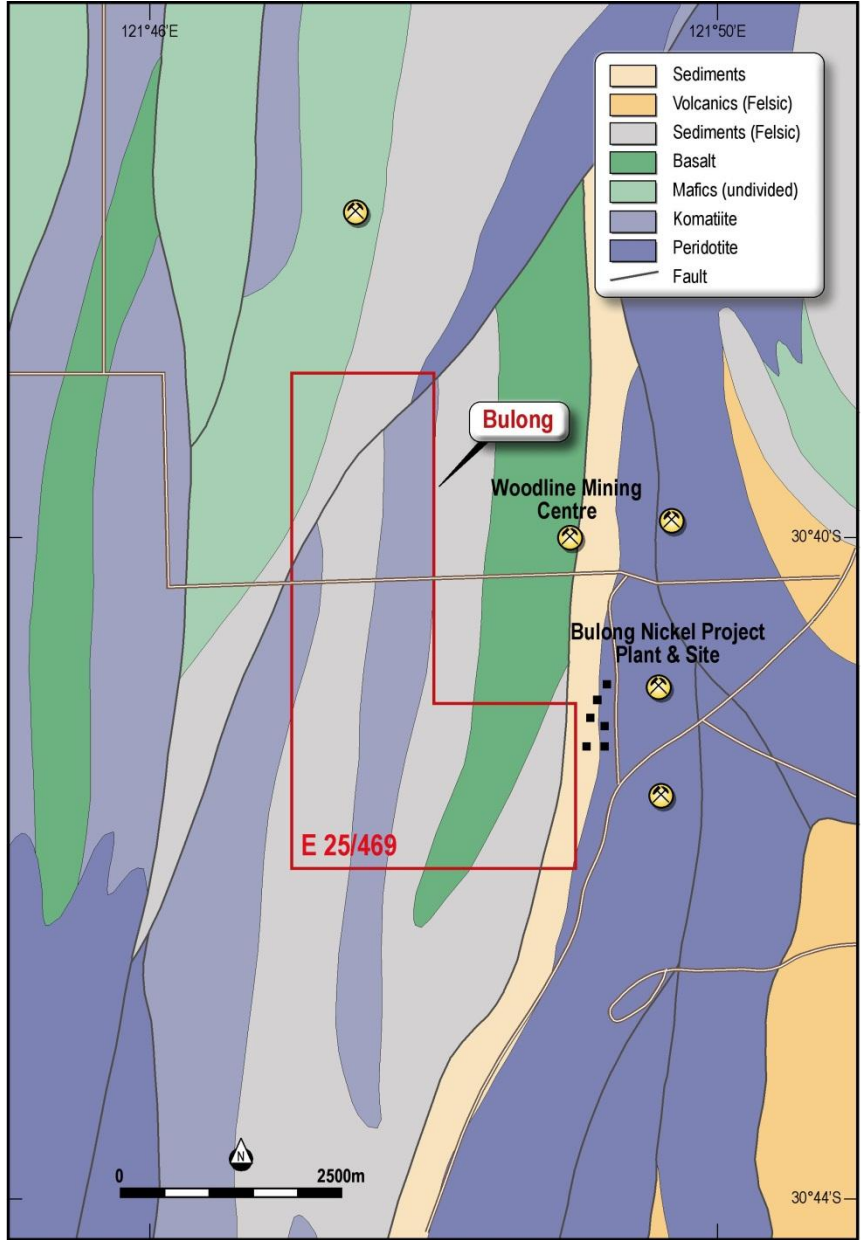 121°46'E
121°50'E
Sediments
Volcanics (Felsic)
Sediments (Felsic)
Basalt
Mafics (undivided)
Komatiite
Peridotite
Fault
Bulong
Woodline Mining
Centre
30°40'S
Bulong Nickel Project
Plant & Site
E 25/469
N
0
2500m
30°44'S